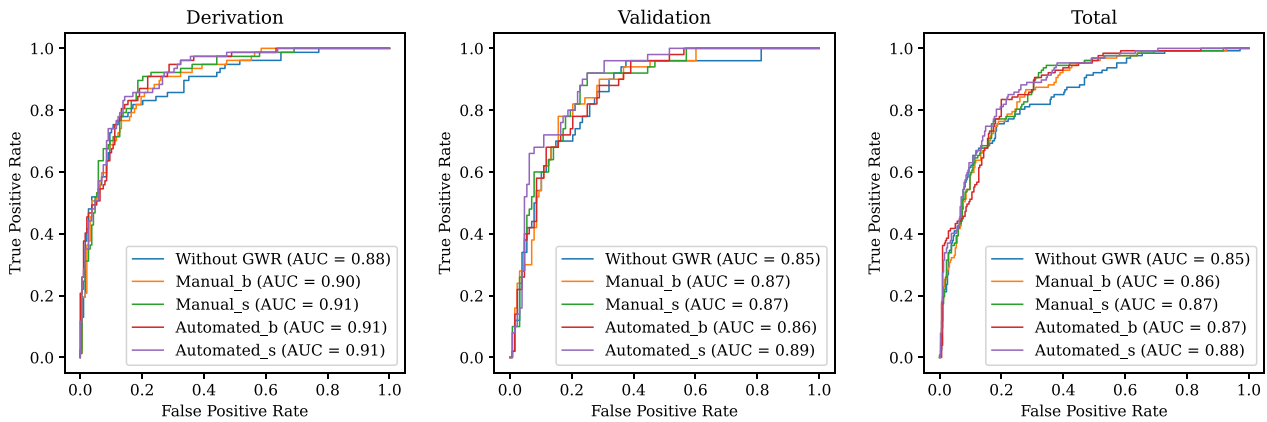 Derivation
True Positive Rate
1.0
0.8
0.6
0.4
0.2
0.0
Without GWR (AUC = 0.88)
Manual_b (AUC = 0.90)
Manual_s (AUC = 0.91)
Automated_b (AUC = 0.91)
Automated_s (AUC = 0.91)
0.0 0.2 0.4 0.6 0.8 1.0
False Positive Rate
Validation
True Positive Rate
1.0
0.8
0.6
0.4
0.2
0.0
Without GWR (AUC = 0.85)
Manual_b (AUC = 0.87)
Manual_s (AUC = 0.87)
Automated_b (AUC = 0.86)
Automated_s (AUC = 0.89)
0.0 0.2 0.4 0.6 0.8 1.0
False Positive Rate
Total
True Positive Rate
1.0
0.8
0.6
0.4
0.2
0.0
Without GWR (AUC = 0.85)
Manual_b (AUC = 0.86)
Manual_s (AUC = 0.87)
Automated_b (AUC = 0.87)
Automated_s (AUC = 0.88)
0.0 0.2 0.4 0.6 0.8 1.0
False Positive Rate